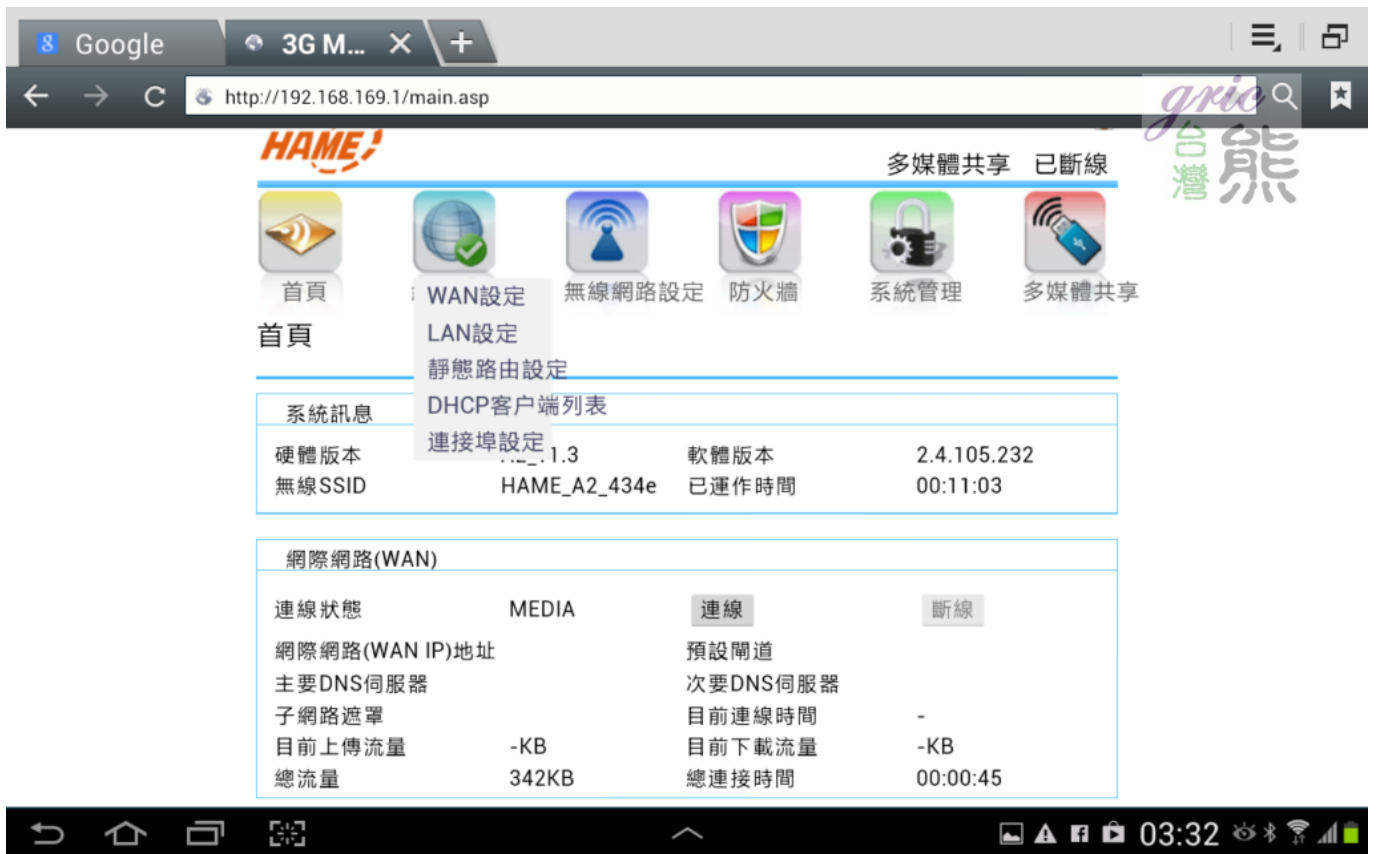 Google
3G M...
http://192.168.169.1/main.asp
gric
台灣熊
HAME!
多媒體共享 已斷線
首頁 無線網路設定 防火牆 系統管理 多媒體共享
WAN設定
LAN設定
靜態路由設定
DHCP客户端列表
連接埠設定
首頁
系統訊息
硬體版本 軟體版本 2.4.105.232
無線SSID HAME_A2_434e 已運作時間 00:11:03
網際網路(WAN)
連線狀態 MEDIA 連線 斷線
網際網路(WAN IP)地址 預設閘道
主要DNS伺服器 次要DNS伺服器
子網路遮罩 目前連線時間 -
目前上傳流量 -KB 目前下載流量 -KB
總流量 342KB 總連接時間 00:00:45
03:32